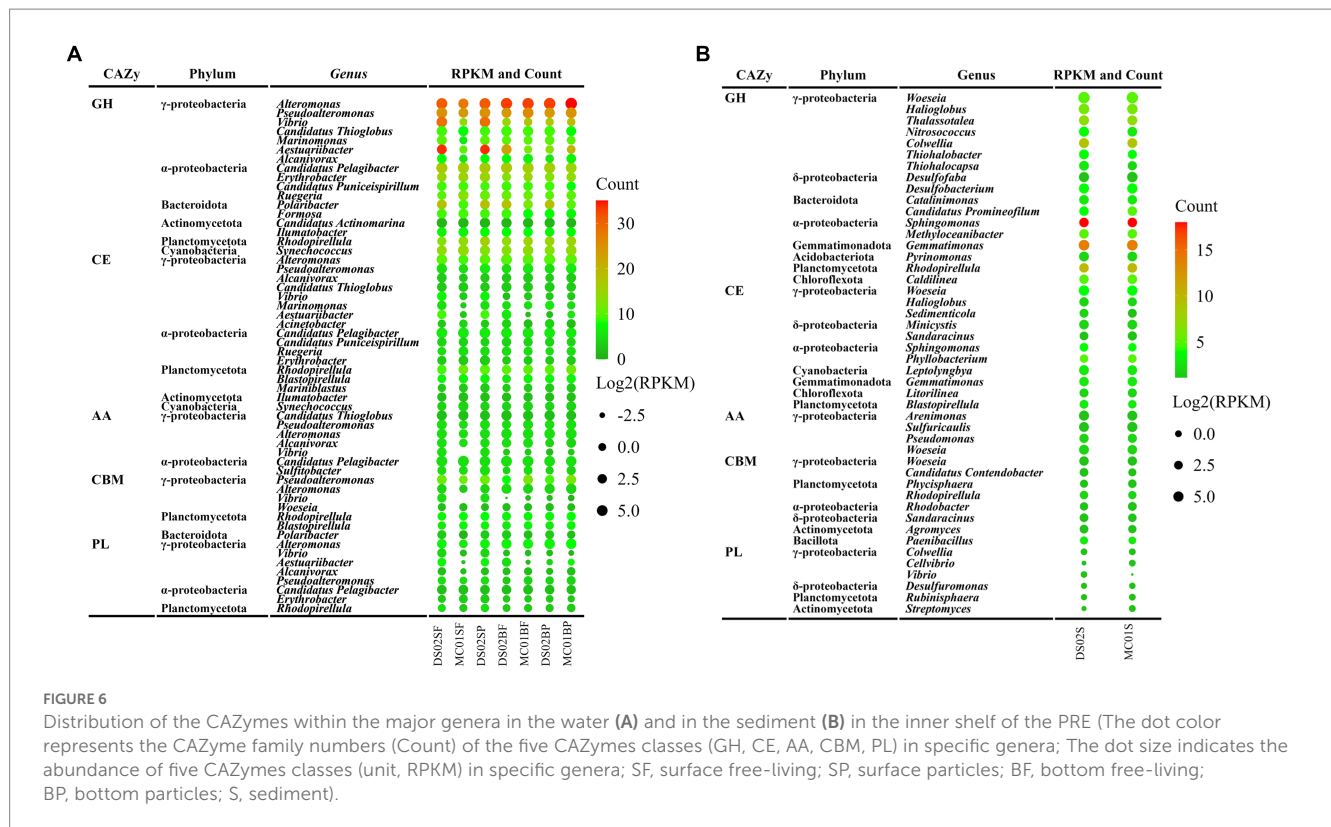 A
CAZy Phylum Genus RPKM and Count
GH γ-proteobacteria Alteromonas
Pseudoalteromonas
Vibrio
Candidatus Thioglobus
Marinomonas
Aestuariibacter
Alcanivorax
α-proteobacteria Candidatus Pelagibacter
Erythrobacter
Candidatus Puniceispirillum
Ruegeria
Bacteroidota Polaribacter
Formosa
Actinomycetota Candidatus Actinomarina
Ilumatobacter
Planctomycetota Rhodopirellula
Cyanobacteria Synechococcus
CE γ-proteobacteria Alteromonas
Pseudoalteromonas
Alcanivorax
Candidatus Thioglobus
Vibrio
Marinomonas
Aestuariibacter
Acinetobacter
α-proteobacteria Candidatus Pelagibacter
Candidatus Puniceispirillum
Ruegeria
Erythrobacter
Planctomycetota Rhodopirellula
Blastopirellula
Mariniblastus
Actinomycetota Ilumatobacter
Cyanobacteria Synechococcus
AA γ-proteobacteria Candidatus Thioglobus
Pseudoalteromonas
Alteromonas
Alcanivorax
Vibrio
α-proteobacteria Candidatus Pelagibacter
Sulfitobacter
CBM γ-proteobacteria Pseudoalteromonas
Alteromonas
Vibrio
Woeseia
Planctomycetota Rhodopirellula
Blastopirellula
Bacteroidota Polaribacter
PL γ-proteobacteria Alteromonas
Vibrio
Aestuariibacter
Alcanivorax
Pseudoalteromonas
α-proteobacteria Candidatus Pelagibacter
Erythrobacter
Planctomycetota Rhodopirellula
DS02SF MC01SF DS02SP DS02BF MC01BF DS02BP MC01BP
Count
30
20
10
0
Log2(RPKM)
-2.5
0.0
2.5
5.0
B
CAZy Phylum Genus RPKM and Count
GH γ-proteobacteria Woeseia
Halioglobus
Thalassotalea
Nitrosococcus
Colwellia
Thiohalobacter
Thiohalocapsa
δ-proteobacteria Desulfofaba
Desulfobacterium
Bacteroidota Catalinimonas
Candidatus Promineofilum
α-proteobacteria Sphingomonas
Methyloceanibacter
Gemmatimonadota Gemmatimonas
Acidobacteriota Pyrinomonas
Planctomycetota Rhodopirellula
Chloroflexota Caldilinea
CE γ-proteobacteria Woeseia
Halioglobus
Sedimenticola
δ-proteobacteria Minicystis
Sandaracinus
α-proteobacteria Sphingomonas
Phyllobacterium
Cyanobacteria Leptolyngbya
Gemmatimonadota Gemmatimonas
Chloroflexota Litorilinea
Planctomycetota Blastopirellula
AA γ-proteobacteria Arenimonas
Sulfuricaulis
Pseudomonas
Woeseia
CBM γ-proteobacteria Woeseia
Candidatus Contendobacter
Planctomycetota Phycisphaera
Rhodopirellula
α-proteobacteria Rhodobacter
δ-proteobacteria Sandaracinus
Actinomycetota Agromyces
Bacillota Paenibacillus
PL γ-proteobacteria Colwellia
Cellvibrio
Vibrio
δ-proteobacteria Desulfuromonas
Planctomycetota Rubinisphaera
Actinomycetota Streptomyces
DS02S MC01S
Count
15
10
5
Log2(RPKM)
0.0
2.5
5.0
FIGURE 6
Distribution of the CAZymes within the major genera in the water (A) and in the sediment (B) in the inner shelf of the PRE (The dot color
represents the CAZyme family numbers (Count) of the five CAZymes classes (GH, CE, AA, CBM, PL) in specific genera; The dot size indicates the
abundance of five CAZymes classes (unit, RPKM) in specific genera; SF, surface free-living; SP, surface particles; BF, bottom free-living;
BP, bottom particles; S, sediment).